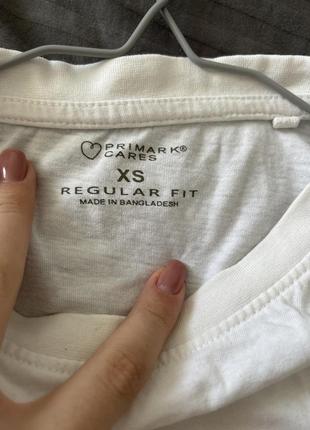 PRIMARK®
CARES
XS
REGULAR FIT
MADE IN BANGLADESH